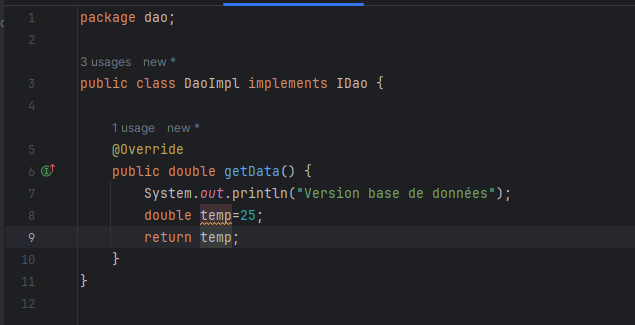 1 package dao;
2
3 usages new *
3 public class DaoImpl implements IDao {
4
1 usage new *
5 @Override
6 public double getData() {
7 System.out.println("Version base de données");
8 double temp=25;
9 return temp;
10 }
11 }
12